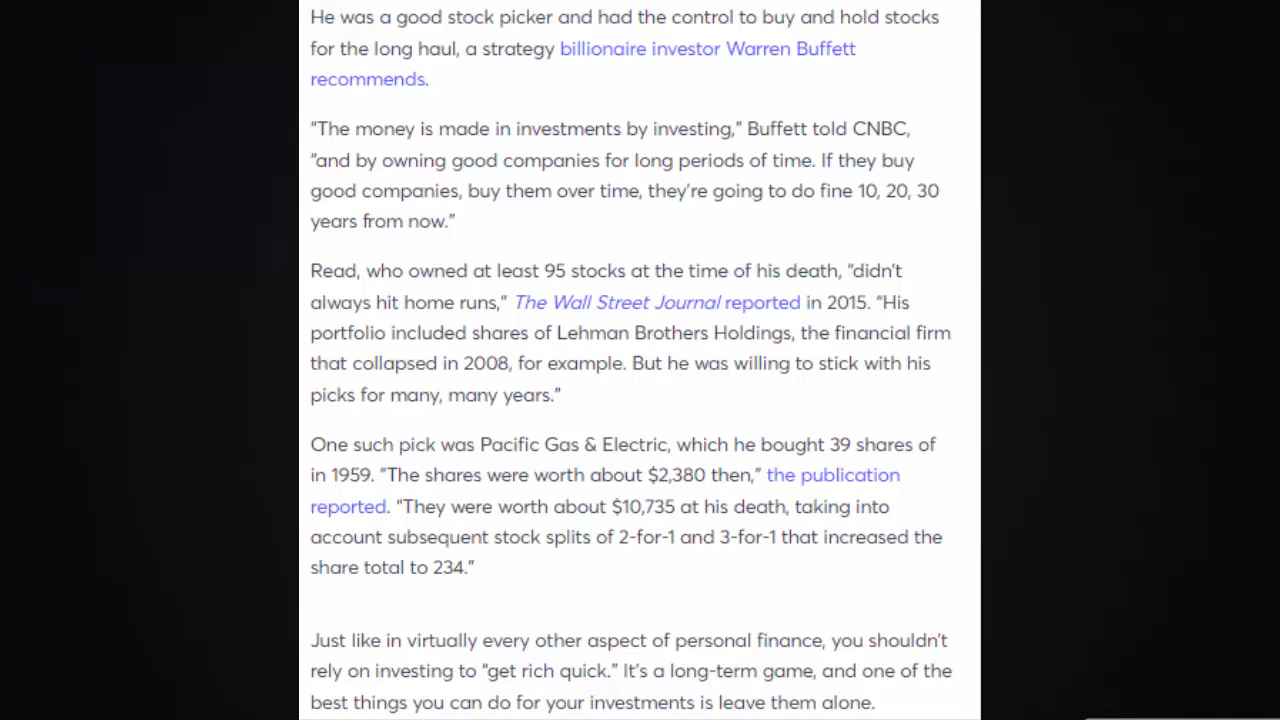 He was a good stock picker and had the control to buy and hold stocks
for the long haul, a strategy billionaire investor Warren Buffett
recommends.
“The money is made in investments by investing,” Buffett told CNBC,
“and by owning good companies for long periods of time. If they buy
good companies, buy them over time, they’re going to do fine 10, 20, 30
years from now.”
Read, who owned at least 95 stocks at the time of his death, “didn’t
always hit home runs,” The Wall Street Journal reported in 2015. “His
portfolio included shares of Lehman Brothers Holdings, the financial firm
that collapsed in 2008, for example. But he was willing to stick with his
picks for many, many years.”
One such pick was Pacific Gas & Electric, which he bought 39 shares of
in 1959. “The shares were worth about $2,380 then,” the publication
reported. “They were worth about $10,735 at his death, taking into
account subsequent stock splits of 2-for-1 and 3-for-1 that increased the
share total to 234.”
Just like in virtually every other aspect of personal finance, you shouldn’t
rely on investing to “get rich quick.” It’s a long-term game, and one of the
best things you can do for your investments is leave them alone.